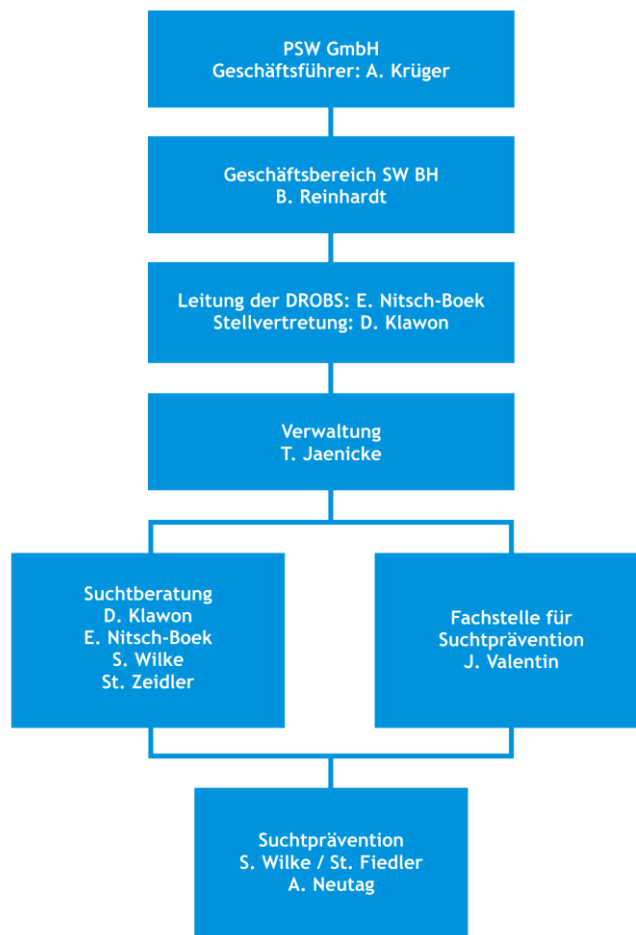 PSW GmbH
Geschäftsführer: A. Krüger
Geschäftsbereich SW BH
B. Reinhardt
Leitung der DROBS: E. Nitsch-Boek
Stellvertretung: D. Klawon
Verwaltung
T. Jaenicke
Suchtberatung
D. Klawon
E. Nitsch-Boek
S. Wilke
St. Zeidler
Fachstelle für
Suchtprävention
J. Valentin
Suchtprävention
S. Wilke / St. Fiedler
A. Neutag